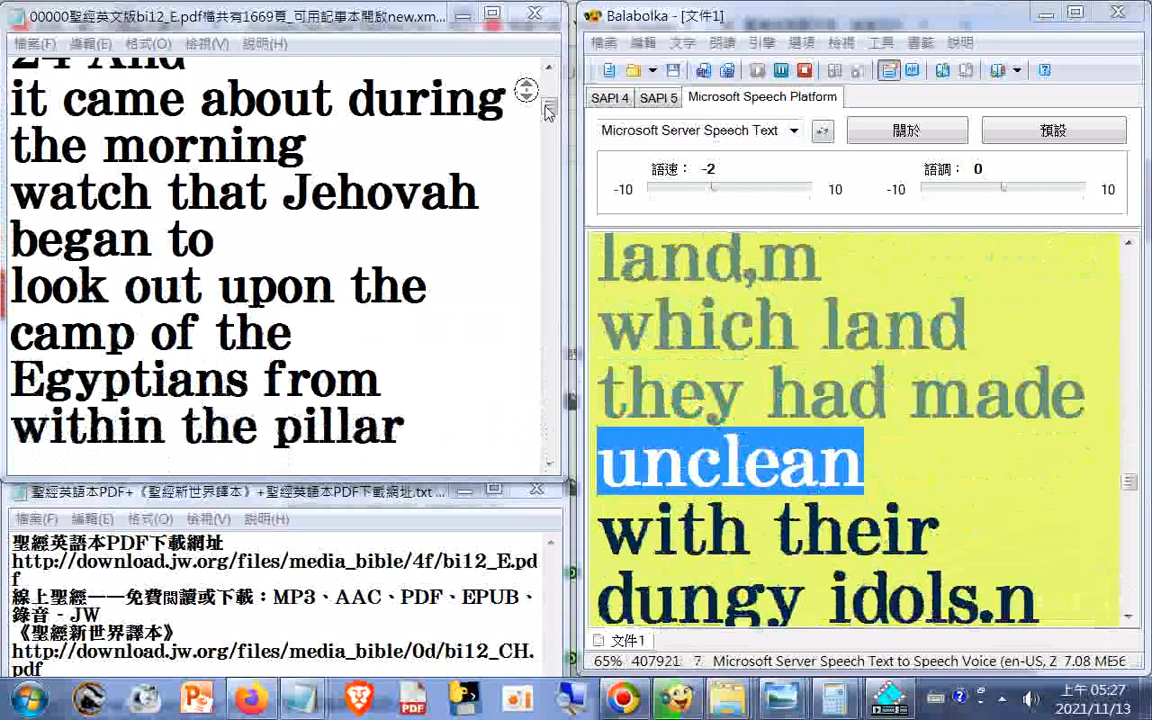 00000聖經英文版bi12_E.pdf檔共有1669頁_可用記事本開啟new.xm...
檔案(F) 編輯(E) 格式(O) 檢視(V) 說明(H)
24 And
it came about during
the morning
watch that Jehovah
began to
look out upon the
camp of the
Egyptians from
within the pillar
聖經英語本PDF+《聖經新世界譯本》+聖經英語本PDF下載網址.txt ...
檔案(F) 編輯(E) 格式(O) 檢視(V) 說明(H)
聖經英語本PDF下載網址
http://download.jw.org/files/media_bible/4f/bi12_E.pd
f
線上聖經——免費閱讀或下載：MP3、AAC、PDF、EPUB、
錄音 - JW
《聖經新世界譯本》
http://download.jw.org/files/media_bible/0d/bi12_CH.
pdf
Balabolka - [文件1]
檔案 編輯 文字 朗讀 引擎 選項 檢視 工具 書籤 說明
SAPI 4 SAPI 5 Microsoft Speech Platform
Microsoft Server Speech Text 關於 預設
語速： -2 語調： 0
-10 10 -10 10
land,m
which land
they had made
unclean
with their
dungy idols.n
文件1
65% 407921 7 Microsoft Server Speech Text to Speech Voice (en-US, Z 7.08 МБ
PDF
上午 05:27
2021/11/13